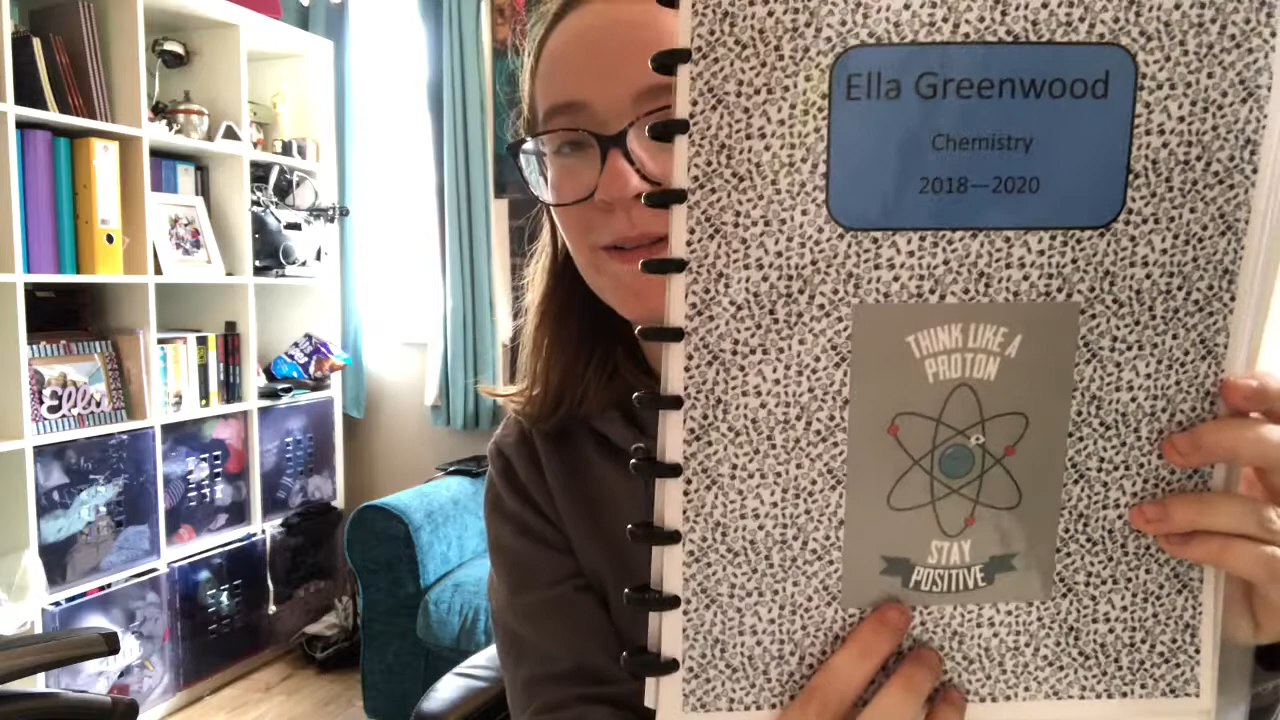 Ella Greenwood
Chemistry
2018—2020
THINK LIKE A
PROTON
STAY
POSITIVE
Ella